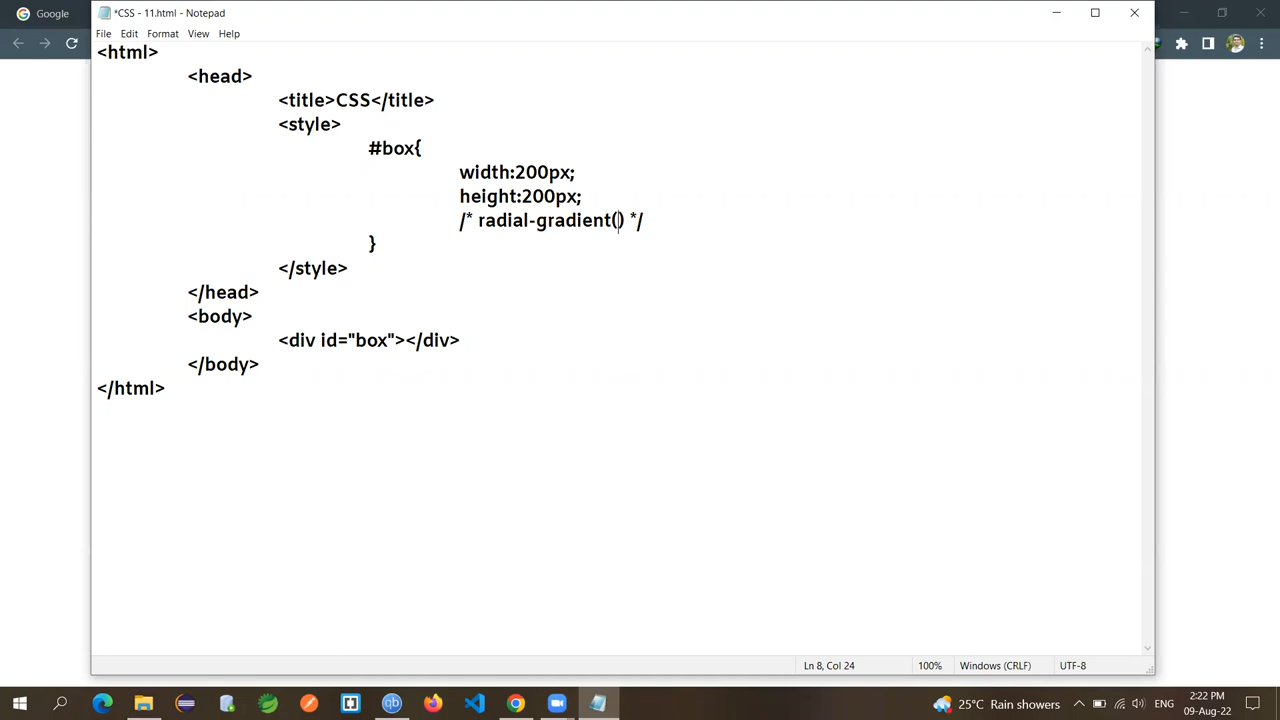 Google
*CSS - 11.html - Notepad
File Edit Format View Help
<html>
<head>
<title>CSS</title>
<style>
#box{
width:200px;
height:200px;
/* radial-gradient() */
}
</style>
</head>
<body>
<div id="box"></div>
</body>
</html>
Ln 8, Col 24 100% Windows (CRLF) UTF-8
qb 25°C Rain showers ENG 2:22 PM
09-Aug-22